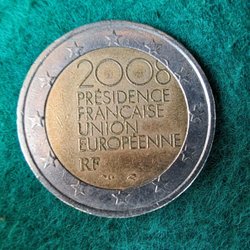 2008
PRÉSIDENCE
FRANÇAISE
UNION
EUROPÉENNE
RF